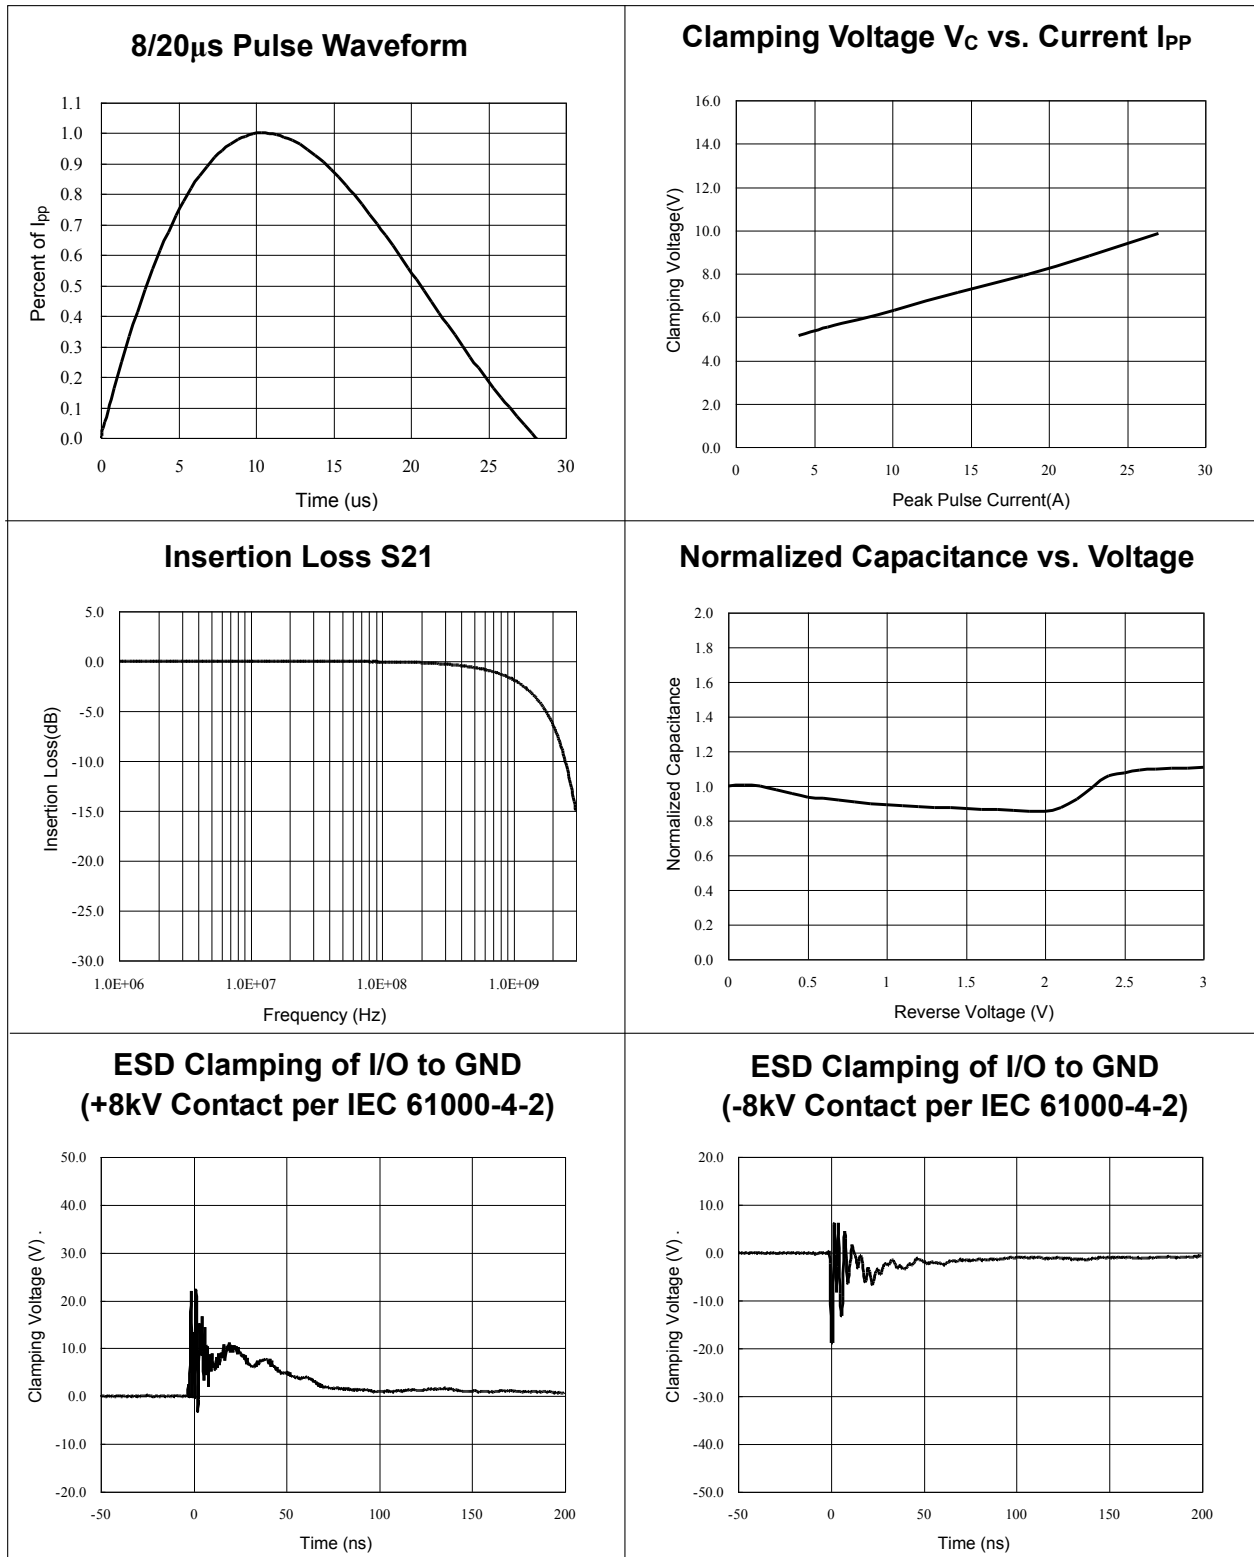 8/20μs Pulse Waveform
1.1
1.0
0.9
0.8
0.7
0.6
0.5
0.4
0.3
0.2
0.1
0.0
0 5 10 15 20 25 30
Percent of Ipp
Time (us)
Clamping Voltage VC vs. Current IPP
16.0
14.0
12.0
10.0
8.0
6.0
4.0
2.0
0.0
0 5 10 15 20 25 30
Clamping Voltage(V)
Peak Pulse Current(A)
Insertion Loss S21
5.0
0.0
-5.0
-10.0
-15.0
-20.0
-25.0
-30.0
1.0E+06 1.0E+07 1.0E+08 1.0E+09
Insertion Loss(dB)
Frequency (Hz)
Normalized Capacitance vs. Voltage
2.0
1.8
1.6
1.4
1.2
1.0
0.8
0.6
0.4
0.2
0.0
0 0.5 1 1.5 2 2.5 3
Normalized Capacitance
Reverse Voltage (V)
ESD Clamping of I/O to GND
(+8kV Contact per IEC 61000-4-2)
50.0
40.0
30.0
20.0
10.0
0.0
-10.0
-20.0
-50 0 50 100 150 200
Clamping Voltage (V) .
Time (ns)
ESD Clamping of I/O to GND
(-8kV Contact per IEC 61000-4-2)
20.0
10.0
0.0
-10.0
-20.0
-30.0
-40.0
-50.0
-50 0 50 100 150 200
Clamping Voltage (V) .
Time (ns)